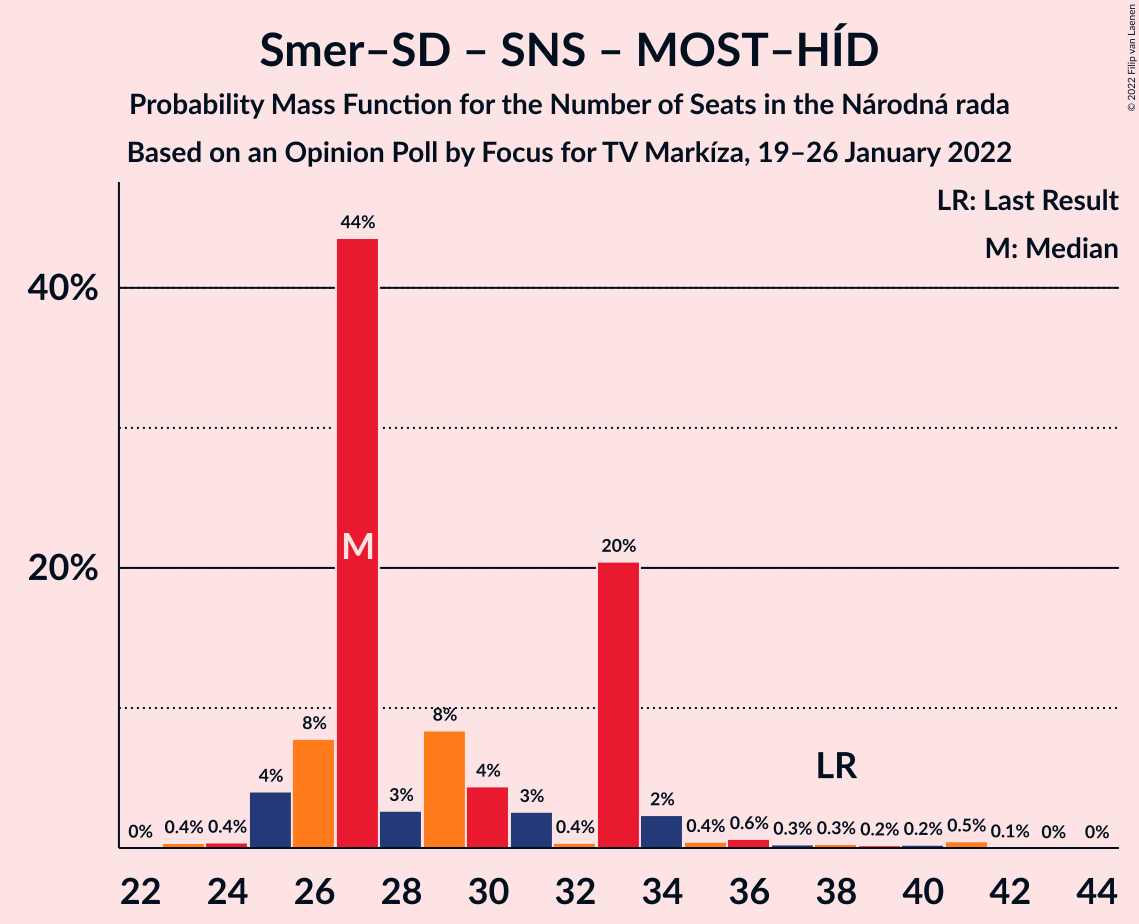 Smer–SD – SNS – MOST–HÍD
Probability Mass Function for the Number of Seats in the Národná rada
Based on an Opinion Poll by Focus for TV Markíza, 19–26 January 2022
© 2022 Filip van Laenen
LR: Last Result
M: Median
44%
40%
M
20%
20%
LR
8%
8%
4%
4%
3%
3%
2%
0%
0.4%
0.4%
0.4%
0.4%
0.6%
0.3%
0.3%
0.2%
0.2%
0.5%
0.1%
0%
0%
22 24 26 28 30 32 34 36 38 40 42 44